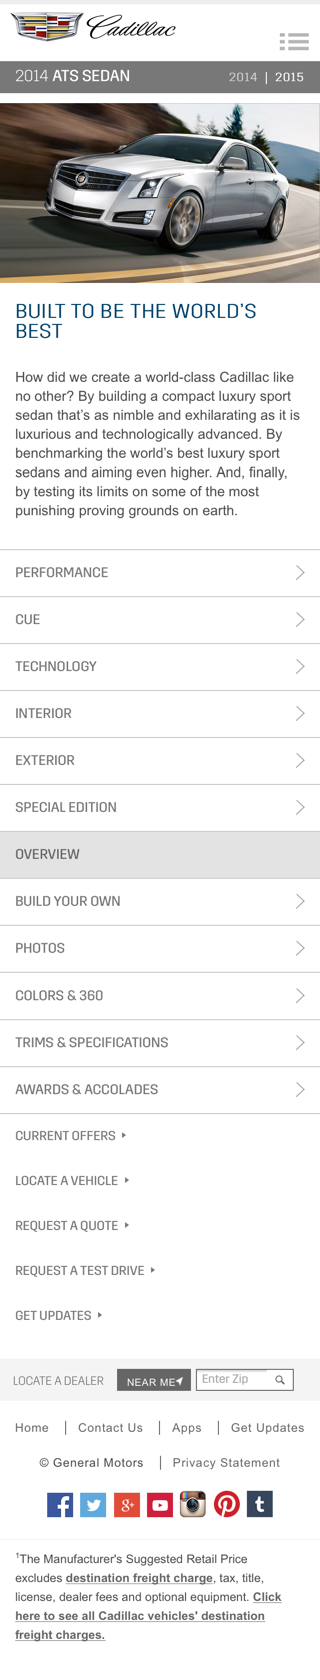 Cadillac
2014 ATS SEDAN
2014 | 2015
BUILT TO BE THE WORLD'S
BEST
How did we create a world-class Cadillac like
no other? By building a compact luxury sport
sedan that's as nimble and exhilarating as it is
luxurious and technologically advanced. By
benchmarking the world's best luxury sport
sedans and aiming even higher. And, finally,
by testing its limits on some of the most
punishing proving grounds on earth.
PERFORMANCE
CUE
TECHNOLOGY
INTERIOR
EXTERIOR
SPECIAL EDITION
OVERVIEW
BUILD YOUR OWN
PHOTOS
COLORS & 360
TRIMS & SPECIFICATIONS
AWARDS & ACCOLADES
CURRENT OFFERS
LOCATE A VEHICLE
REQUEST A QUOTE
REQUEST A TEST DRIVE
GET UPDATES
LOCATE A DEALER NEAR ME Enter Zip
Home | Contact Us | Apps | Get Updates
© General Motors | Privacy Statement
¹The Manufacturer's Suggested Retail Price
excludes destination freight charge, tax, title,
license, dealer fees and optional equipment. Click
here to see all Cadillac vehicles' destination
freight charges.